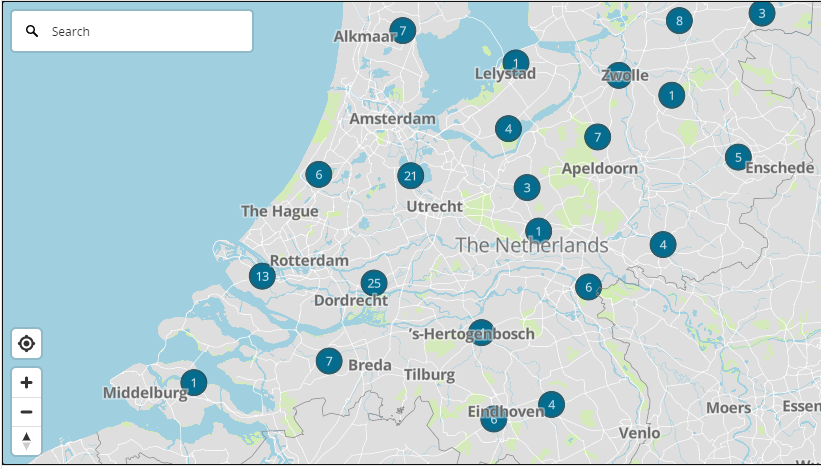 3
8
Search
7
Alkmaar
1
Lelystad
Zwolle
1
Amsterdam
4
7
5
Enschede
Apeldoorn
6
21
3
Utrecht
The Hague
1
The Netherlands
4
Rotterdam
13
25
6
Dordrecht
's-Hertogenbosch
7
Breda
Tilburg
1
Middelburg
4
Eindhoven
6
Moers
Essen
Venlo